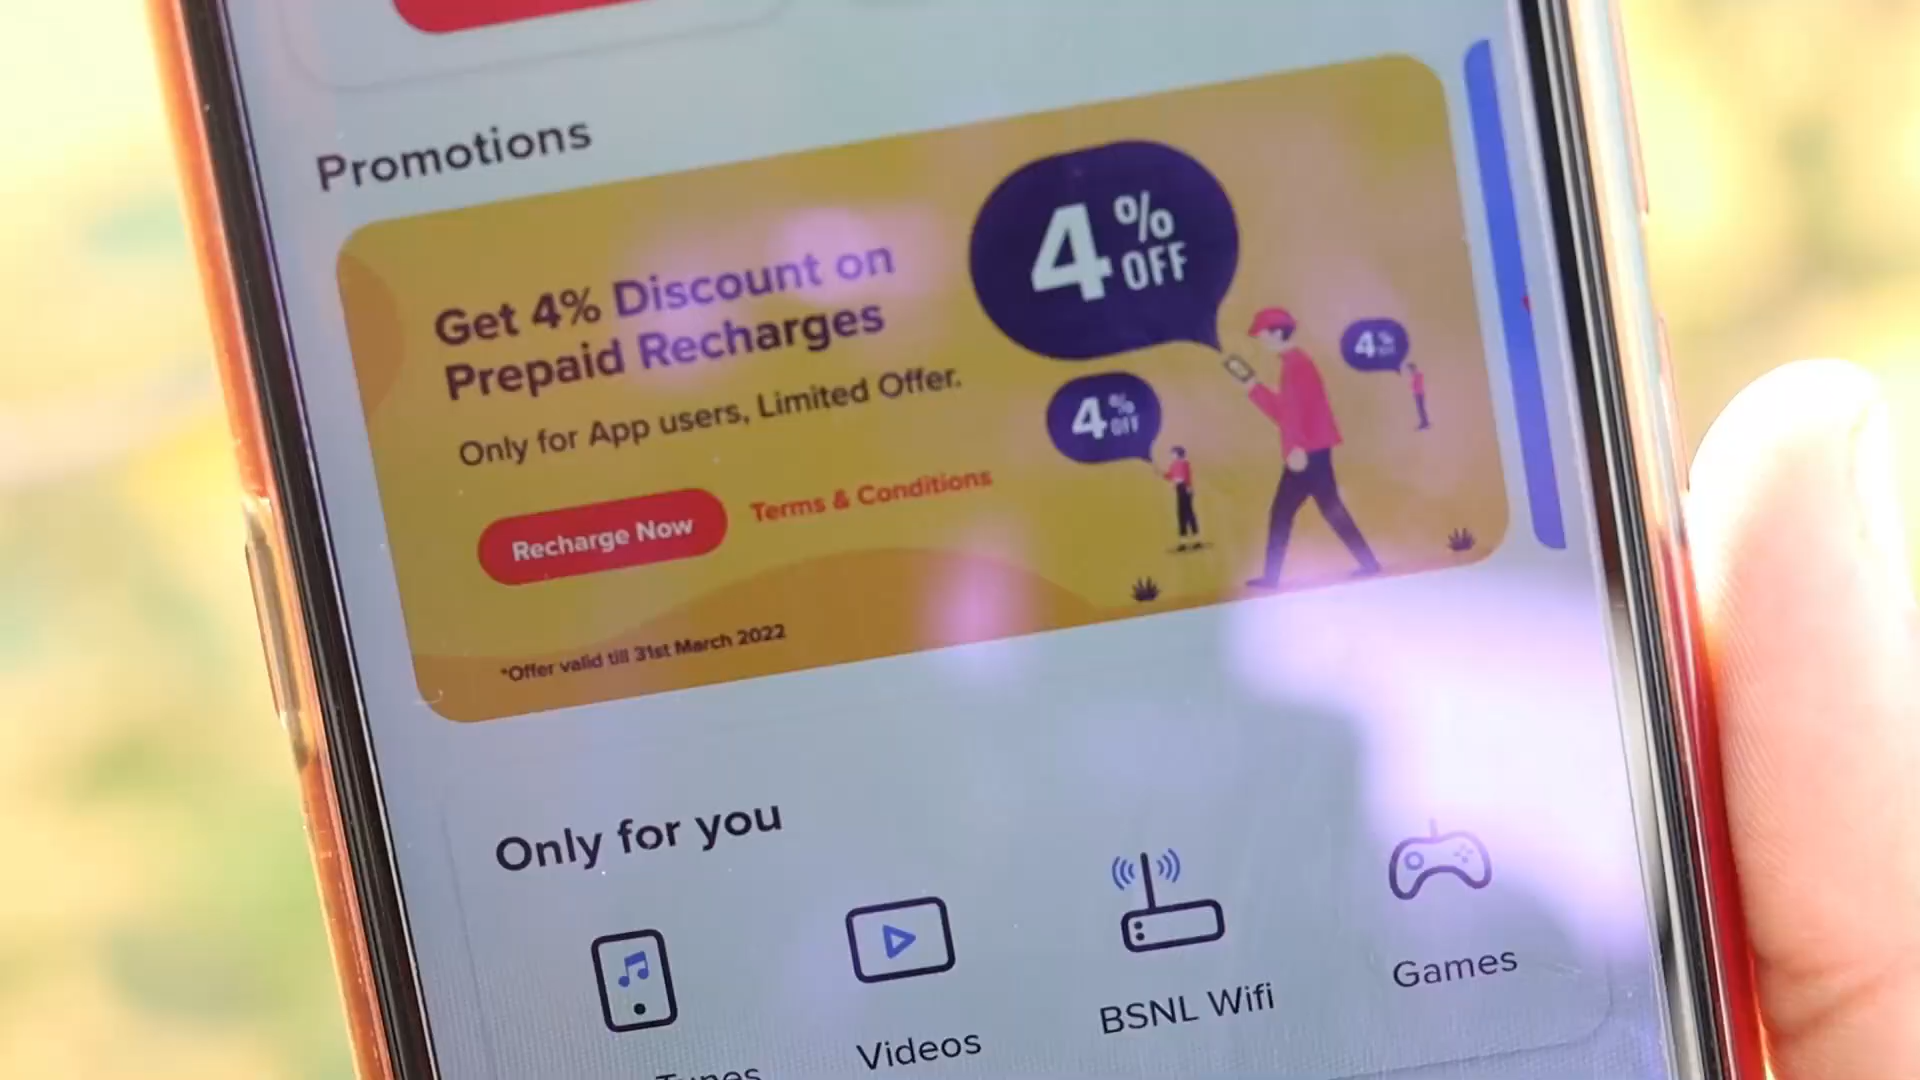 Promotions
Get 4% Discount on
Prepaid Recharges
Only for App users, Limited Offer.
Recharge Now
Terms & Conditions
*Offer valid till 31st March 2022
4% OFF
4% OFF
4%
Only for you
Tunes
Videos
BSNL Wifi
Games